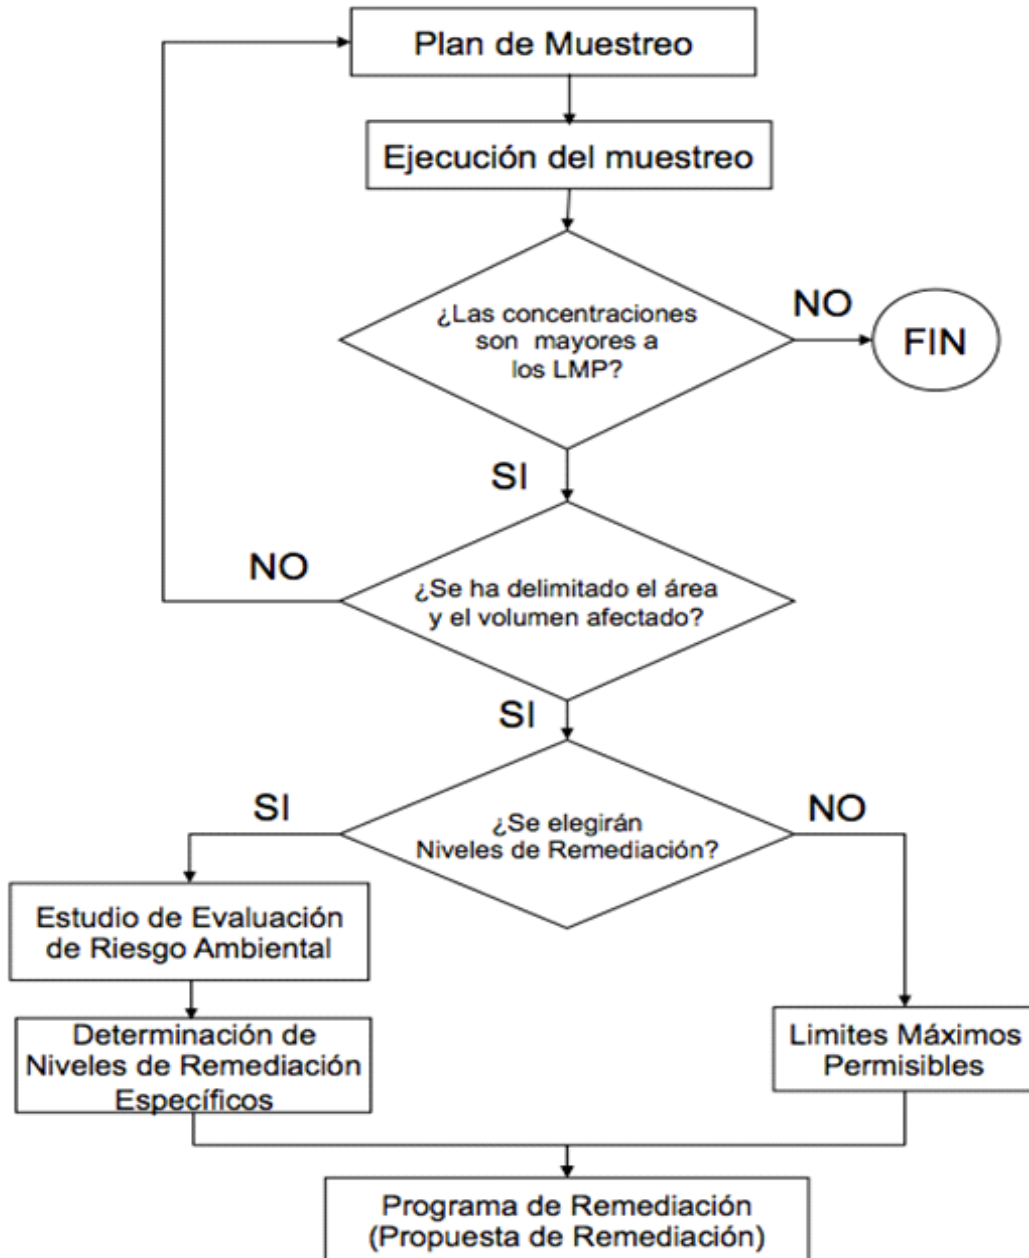 Plan de Muestreo
Ejecución del muestreo
¿Las concentraciones
son mayores a
los LMP?
NO
FIN
SI
NO
¿Se ha delimitado el área
y el volumen afectado?
SI
SI
NO
¿Se elegirán
Niveles de Remediación?
Estudio de Evaluación
de Riesgo Ambiental
Determinación de
Niveles de Remediación
Específicos
Limites Máximos
Permisibles
Programa de Remediación
(Propuesta de Remediación)